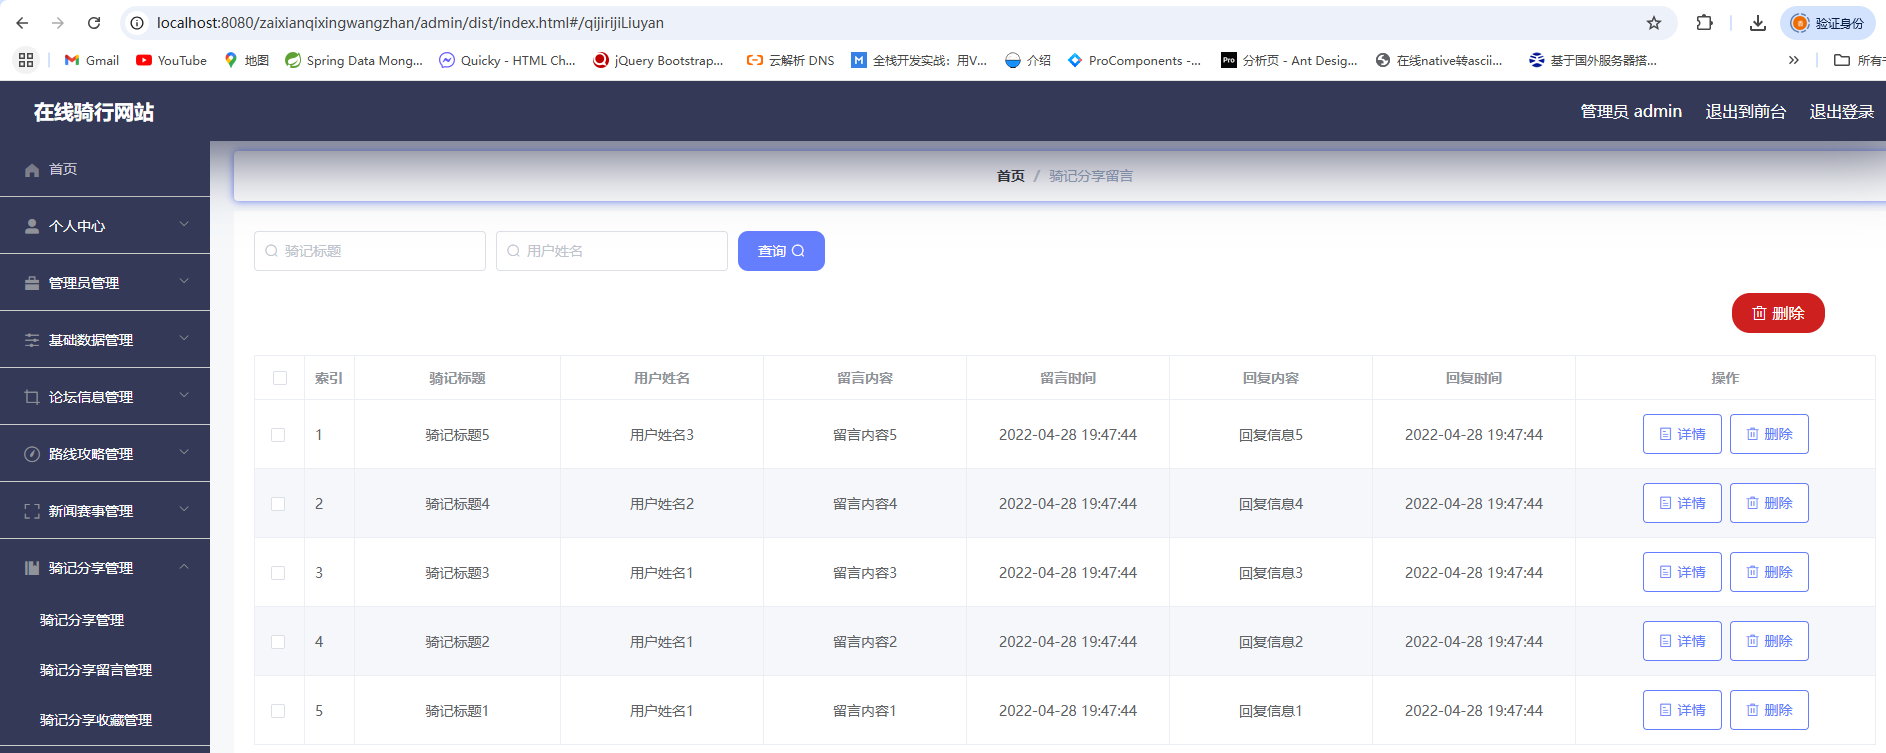 localhost:8080/zaixianqixingwangzhan/admin/dist/index.html#/qijirijiLiuyan
验证身份
Gmail
YouTube
地图
Spring Data Mong...
Quicky - HTML Ch...
jQuery Bootstrap...
云解析 DNS
M
全栈开发实战：用V...
介绍
ProComponents -...
Pro
分析页 - Ant Desig...
在线native转ascii...
基于国外服务器搭...
所有
在线骑行网站
管理员 admin
退出到前台
退出登录
首页
个人中心
管理员管理
基础数据管理
论坛信息管理
路线攻略管理
新闻赛事管理
骑记分享管理
骑记分享管理
骑记分享留言管理
骑记分享收藏管理
首页 / 骑记分享留言
骑记标题
用户姓名
查询
删除
索引 骑记标题 用户姓名 留言内容 留言时间 回复内容 回复时间 操作
1 骑记标题5 用户姓名3 留言内容5 2022-04-28 19:47:44 回复信息5 2022-04-28 19:47:44 详情 删除
2 骑记标题4 用户姓名2 留言内容4 2022-04-28 19:47:44 回复信息4 2022-04-28 19:47:44 详情 删除
3 骑记标题3 用户姓名1 留言内容3 2022-04-28 19:47:44 回复信息3 2022-04-28 19:47:44 详情 删除
4 骑记标题2 用户姓名1 留言内容2 2022-04-28 19:47:44 回复信息2 2022-04-28 19:47:44 详情 删除
5 骑记标题1 用户姓名1 留言内容1 2022-04-28 19:47:44 回复信息1 2022-04-28 19:47:44 详情 删除